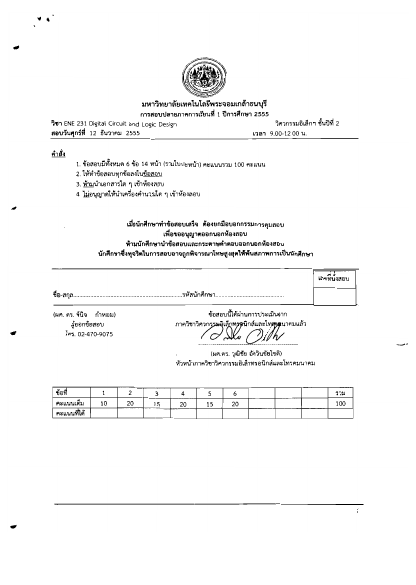 มหาวิทยาลัยเทคโนโลยีพระจอมเกล้าธนบุรี
การสอบปลายภาคการเรียนที่ 1 ปีการศึกษา 2555
วิชา ENE 231 Digital Circuit and Logic Design วิศวกรรมอิเล็กฯ ชั้นปีที่ 2
สอบวันศุกร์ที่ 12 ธันวาคม 2555 เวลา 9.00-12.00 น.
คำสั่ง
1. ข้อสอบมีทั้งหมด 6 ข้อ 14 หน้า (รวมใบปะหน้า) คะแนนรวม 100 คะแนน
2. ให้ทำข้อสอบทุกข้อลงในข้อสอบ
3. ห้ามนำเอกสารใด ๆ เข้าห้องสอบ
4. ไม่อนุญาตให้นำเครื่องคำนวณใด ๆ เข้าห้องสอบ
เมื่อนักศึกษาทำข้อสอบเสร็จ ต้องยกมือบอกกรรมการคุมสอบ
เพื่อขออนุญาตออกนอกห้องสอบ
ห้ามนักศึกษานำข้อสอบและกระดาษคำตอบออกนอกห้องสอบ
นักศึกษาซึ่งทุจริตในการสอบอาจถูกพิจารณาโทษสูงสุดให้พ้นสภาพการเป็นนักศึกษา
เลขที่นั่งสอบ
ชื่อ-สกุล รหัสนักศึกษา
(ผศ. ดร. พินิจ กำหอม) ข้อสอบนี้ได้ผ่านการประเมินจาก
ผู้ออกข้อสอบ ภาควิชาวิศวกรรมอิเล็กทรอนิกส์และโทรคมนาคมแล้ว
โทร. 02-470-9075
(ผศ. ดร. วุฒิชัย อัศวินชัยโชติ)
หัวหน้าภาควิชาวิศวกรรมอิเล็กทรอนิกส์และโทรคมนาคม
ข้อที่ 1 2 3 4 5 6 รวม
คะแนนเต็ม 10 20 15 20 15 20 100
คะแนนที่ได้